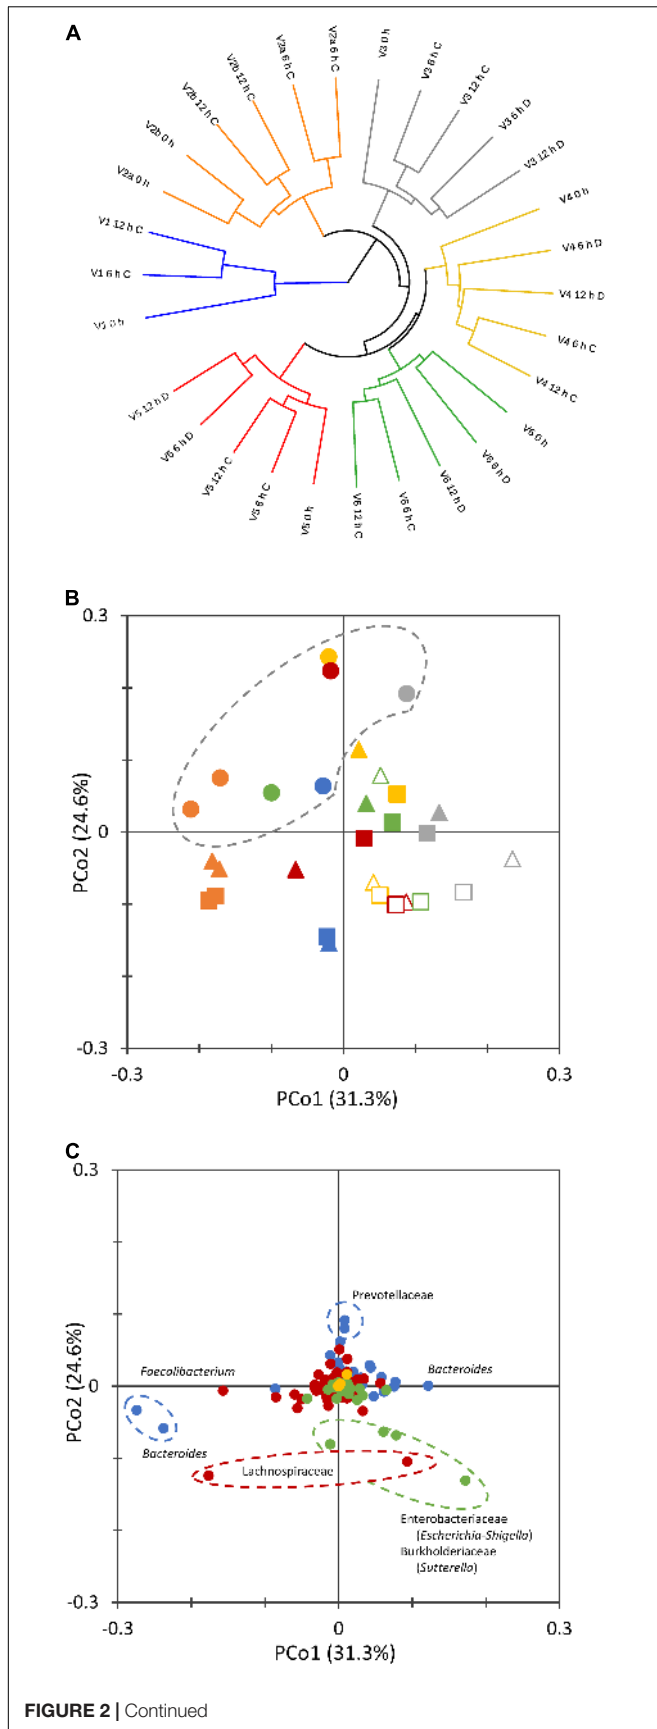 A
V2a 6 h C
V2a 6 h C
V2b 12 h C
V2b 12 h C
V2b 0 h
V2a 0 h
V1 12 h C
V1 6 h C
V1 0 h
V3 0 h
V3 6 h C
V3 12 h C
V3 6 h D
V3 12 h D
V4 0 h
V4 6 h D
V4 12 h D
V4 6 h C
V4 12 h C
V6 0 h
V6 6 h D
V6 12 h D
V6 6 h C
V6 12 h C
V5 0 h
V5 6 h C
V5 12 h C
V5 6 h D
V5 12 h D
B
0.3
PCo2 (24.6%)
0
-0.3
-0.3
0
0.3
PCo1 (31.3%)
C
0.3
Prevotellaceae
Faecalibacterium
Bacteroides
PCo2 (24.6%)
0
Bacteroides
Lachnospiraceae
Enterobacteriaceae
(Escherichia-Shigella)
Burkholderiaceae
(Sutterella)
-0.3
-0.3
0
0.3
PCo1 (31.3%)
FIGURE 2 | Continued